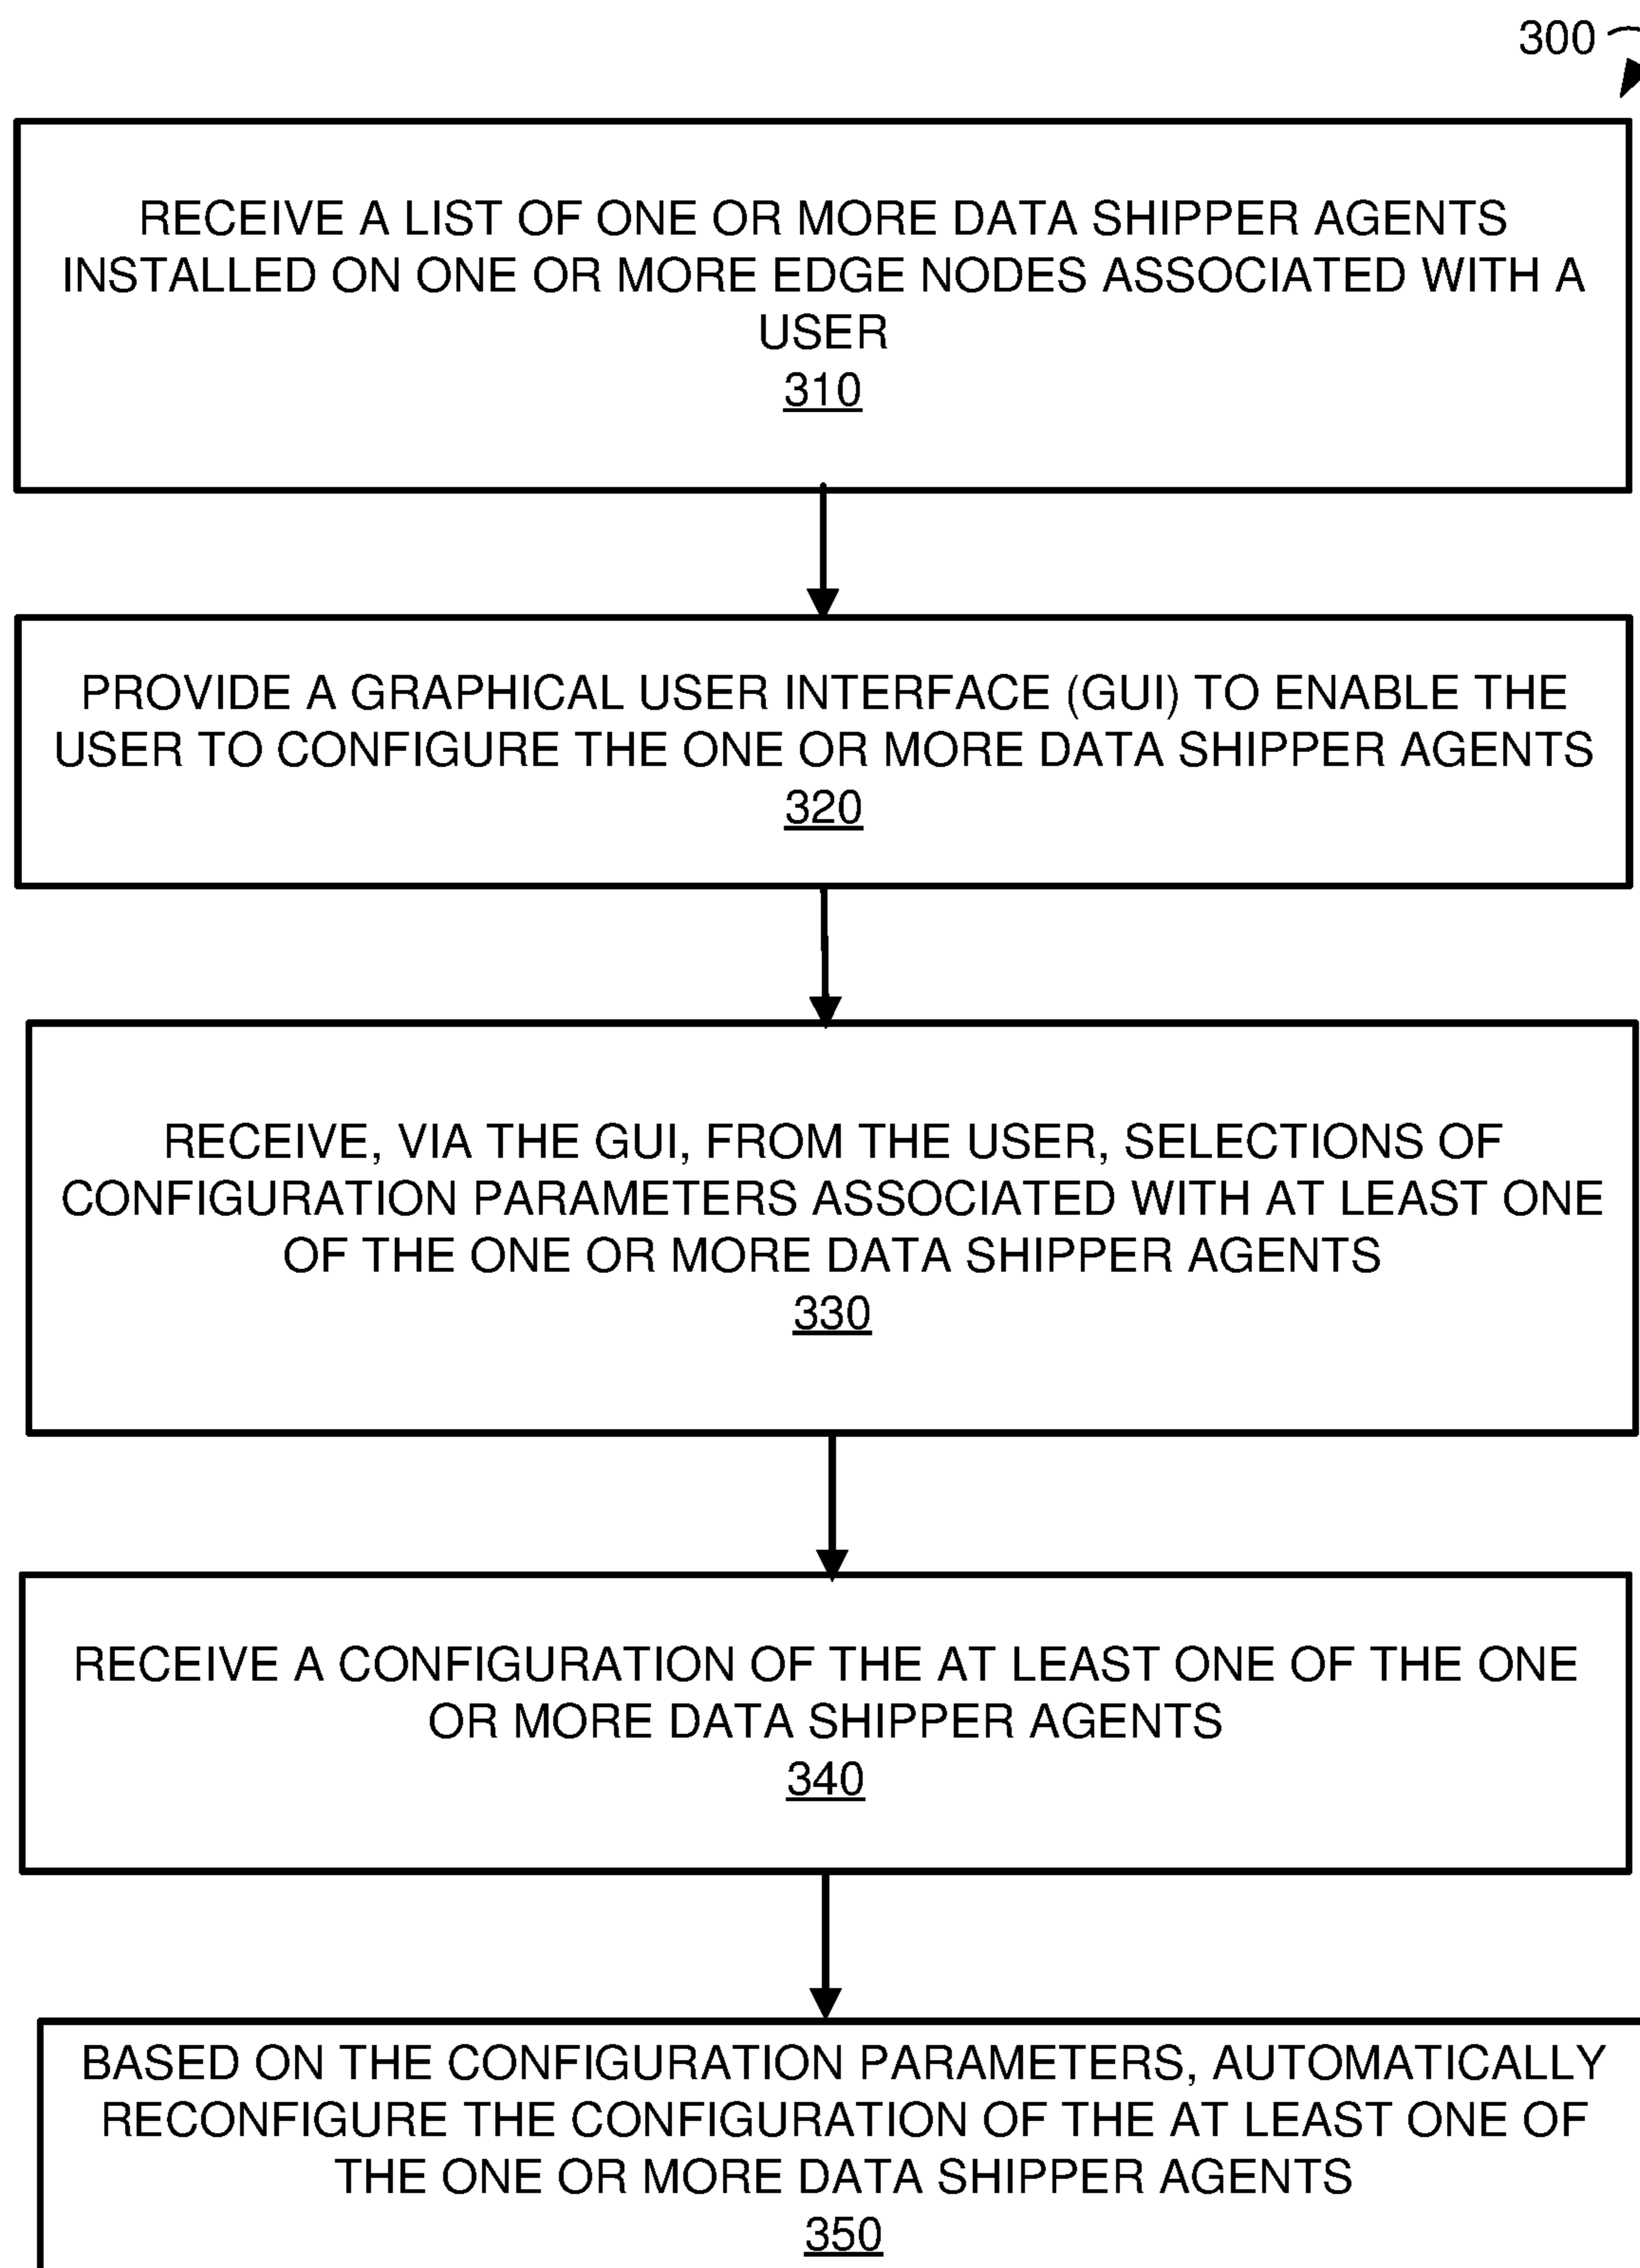 300
RECEIVE A LIST OF ONE OR MORE DATA SHIPPER AGENTS
INSTALLED ON ONE OR MORE EDGE NODES ASSOCIATED WITH A
USER
310
PROVIDE A GRAPHICAL USER INTERFACE (GUI) TO ENABLE THE
USER TO CONFIGURE THE ONE OR MORE DATA SHIPPER AGENTS
320
RECEIVE, VIA THE GUI, FROM THE USER, SELECTIONS OF
CONFIGURATION PARAMETERS ASSOCIATED WITH AT LEAST ONE
OF THE ONE OR MORE DATA SHIPPER AGENTS
330
RECEIVE A CONFIGURATION OF THE AT LEAST ONE OF THE ONE
OR MORE DATA SHIPPER AGENTS
340
BASED ON THE CONFIGURATION PARAMETERS, AUTOMATICALLY
RECONFIGURE THE CONFIGURATION OF THE AT LEAST ONE OF
THE ONE OR MORE DATA SHIPPER AGENTS
350